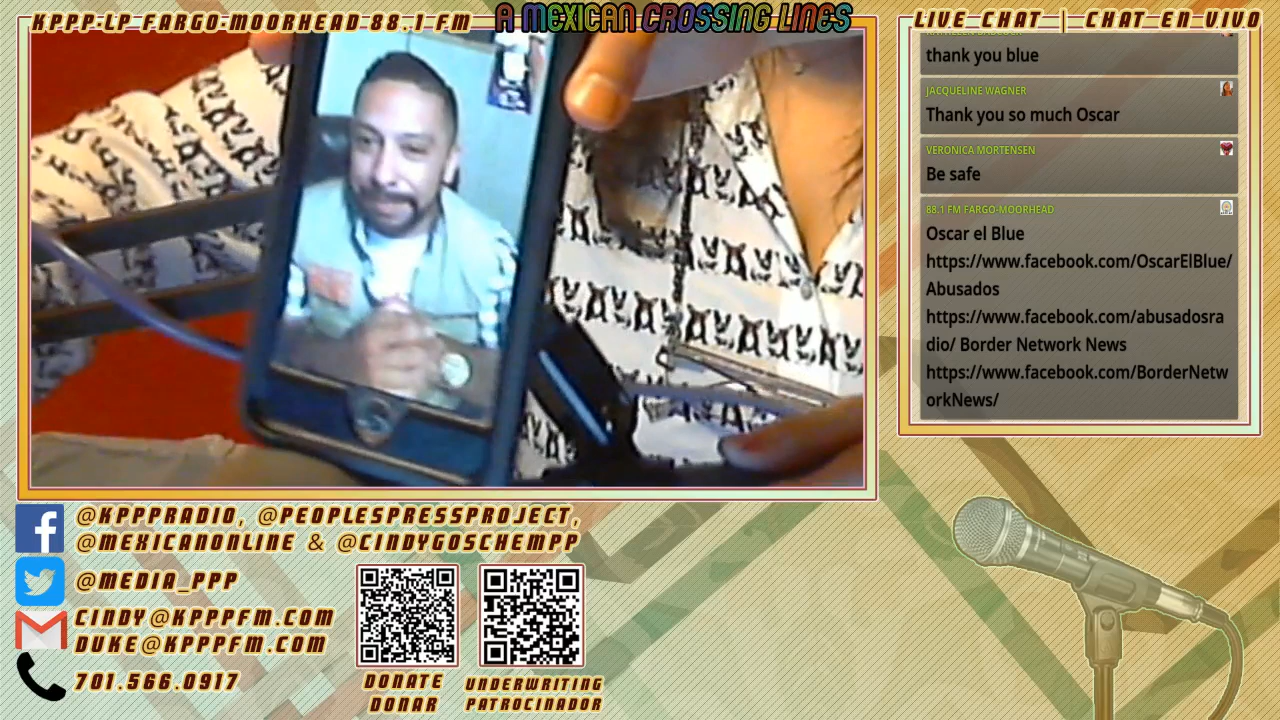 KPPP-LP FARGO-MOORHEAD 88.1 FM
A MEXICAN CROSSING LINES
LIVE CHAT | CHAT EN VIVO
thank you blue
JACQUELINE WAGNER
Thank you so much Oscar
VERONICA MORTENSEN
Be safe
88.1 FM FARGO-MOORHEAD
Oscar el Blue
https://www.facebook.com/OscarElBlue/
Abusados
https://www.facebook.com/abusadosra
dio/ Border Network News
https://www.facebook.com/BorderNetw
orkNews/
@KPPPRADIO, @PEOPLESPRESSPROJECT,
@MEXICANONLINE & @CINDYGOSCHEMPP
@MEDIA_PPP
CINDY@KPPPFM.COM
DUKE@KPPPFM.COM
701.566.0917
DONATE
DONAR
UNDERWRITING
PATROCINADOR